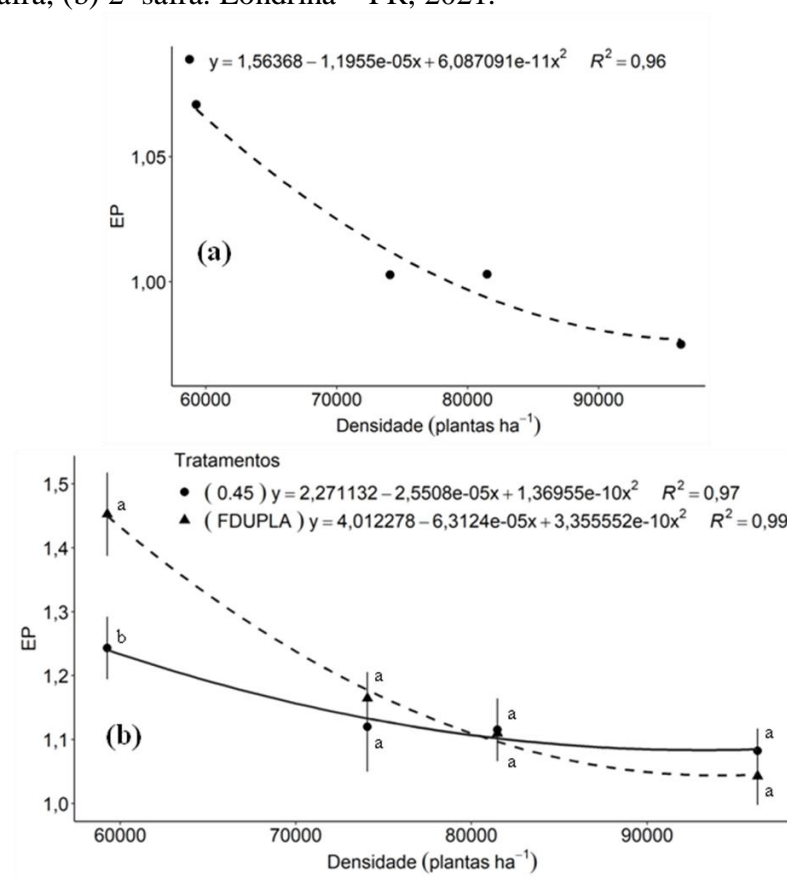 (b) 2ª safra. Londrina – PR, 2021.
y = 1,56368 − 1,1955e-05x + 6,087091e-11x² R² = 0,96
1,05
EP
(a)
1,00
60000 70000 80000 90000
Densidade (plantas ha⁻¹)
Tratamentos
1,5
( 0.45 ) y = 2,271132 − 2,5508e-05x + 1,36955e-10x² R² = 0,97
a
( FDUPLA ) y = 4,012278 − 6,3124e-05x + 3,355552e-10x² R² = 0,99
1,4
1,3
EP
b
1,2
a
a
a
(b)
1,1
a
a
a
1,0
60000 70000 80000 90000
Densidade (plantas ha⁻¹)